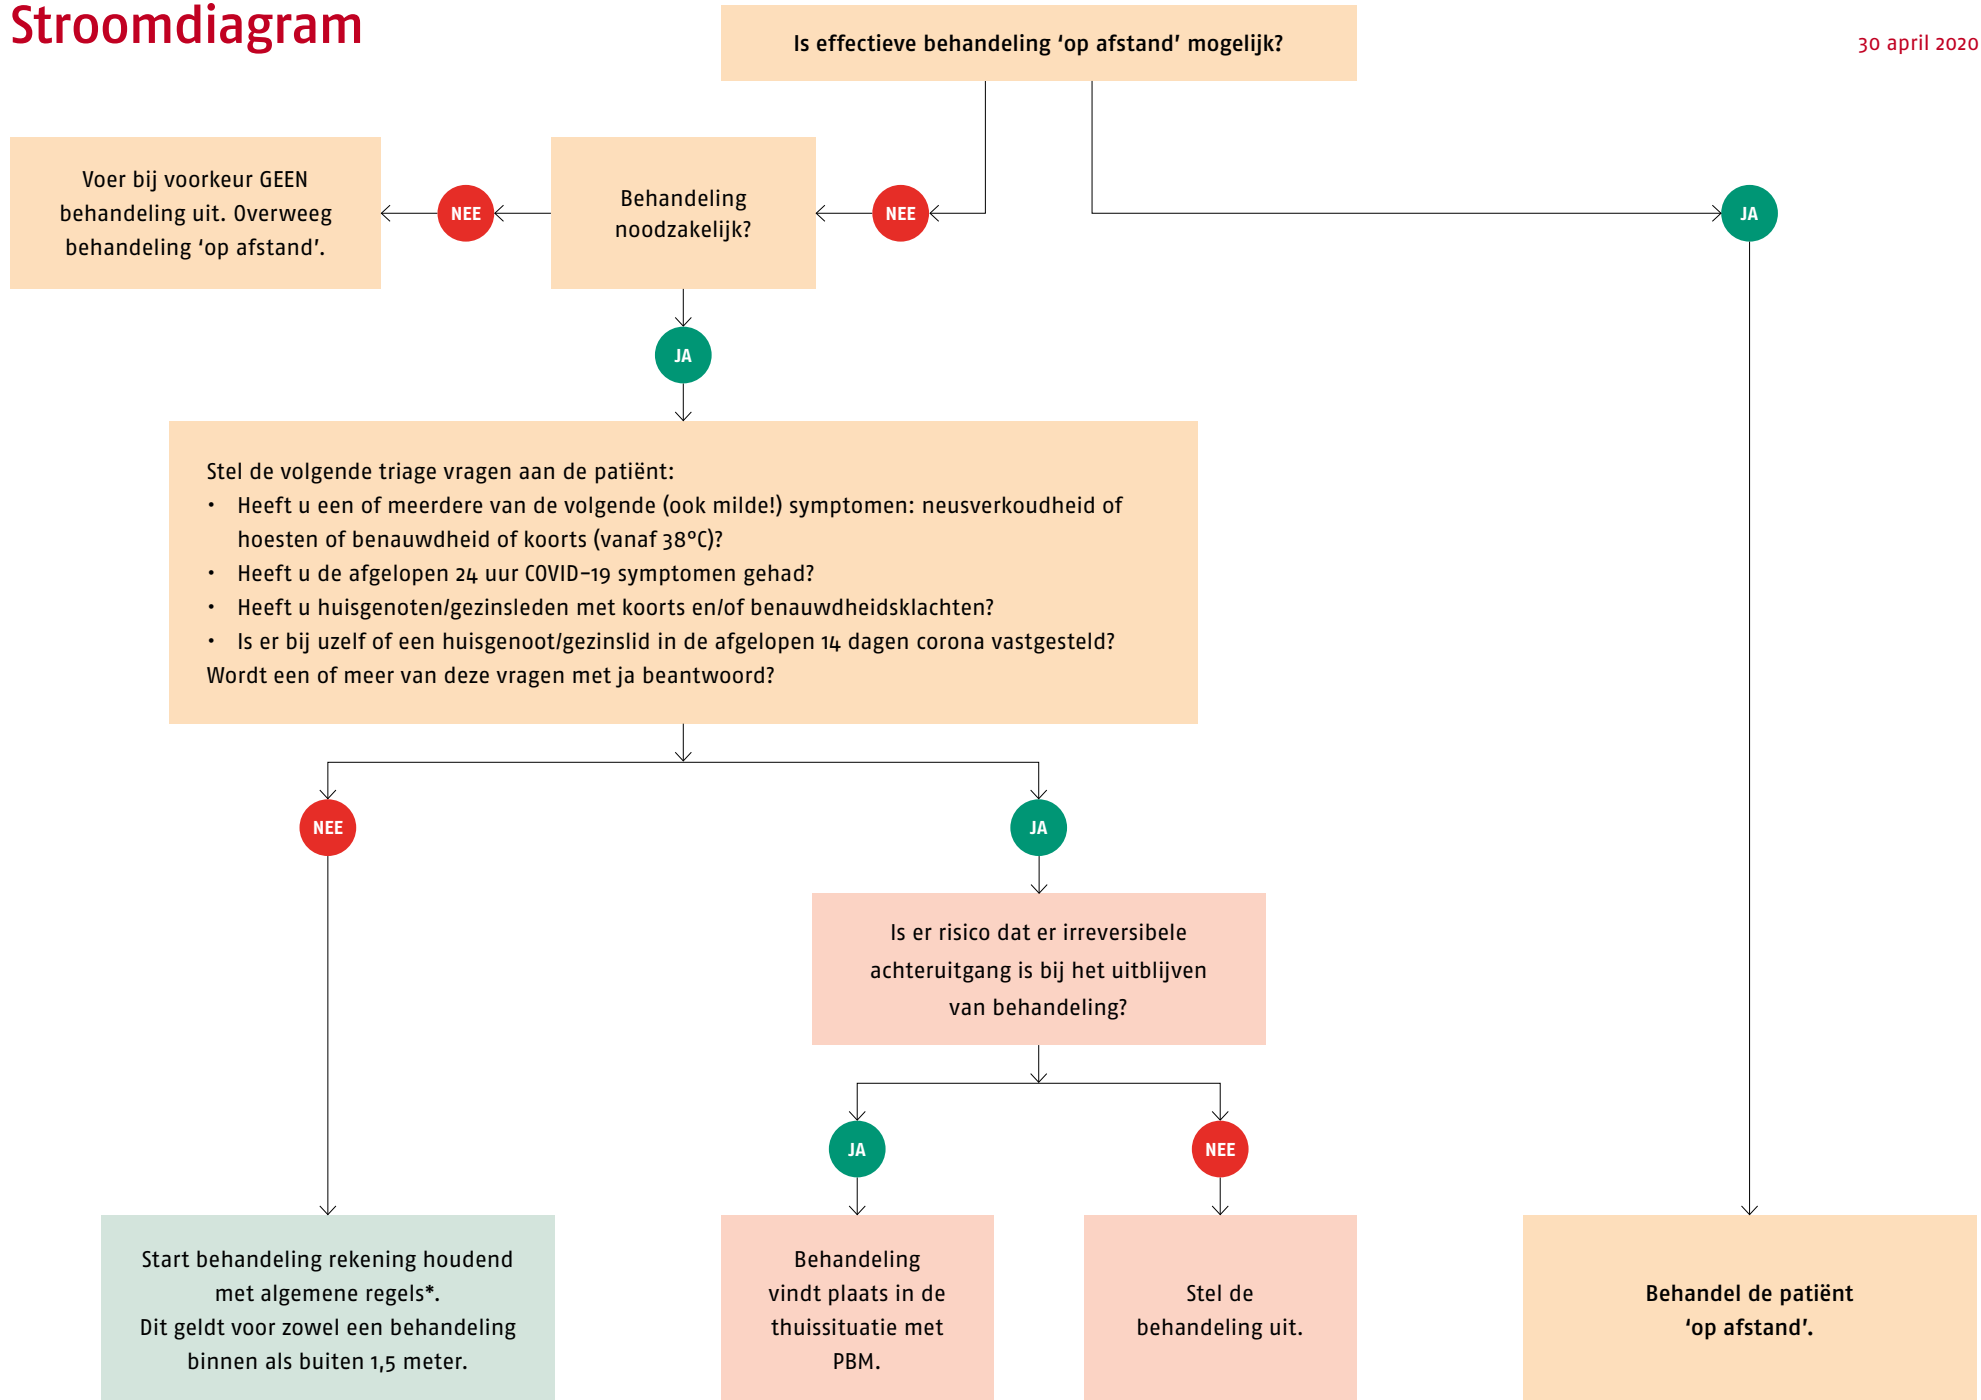 Stroomdiagram
Is effectieve behandeling ‘op afstand’ mogelijk?
30 april 2020
Voer bij voorkeur GEEN
behandeling uit. Overweeg
behandeling ‘op afstand’.
NEE
Behandeling
noodzakelijk?
NEE
JA
JA
Stel de volgende triage vragen aan de patiënt:
• Heeft u een of meerdere van de volgende (ook milde!) symptomen: neusverkoudheid of
hoesten of benauwdheid of koorts (vanaf 38°C)?
• Heeft u de afgelopen 24 uur COVID-19 symptomen gehad?
• Heeft u huisgenoten/gezinsleden met koorts en/of benauwdheidsklachten?
• Is er bij uzelf of een huisgenoot/gezinslid in de afgelopen 14 dagen corona vastgesteld?
Wordt een of meer van deze vragen met ja beantwoord?
NEE
JA
Is er risico dat er irreversibele
achteruitgang is bij het uitblijven
van behandeling?
JA
NEE
Start behandeling rekening houdend
met algemene regels*.
Dit geldt voor zowel een behandeling
binnen als buiten 1,5 meter.
Behandeling
vindt plaats in de
thuissituatie met
PBM.
Stel de
behandeling uit.
Behandel de patiënt
‘op afstand’.